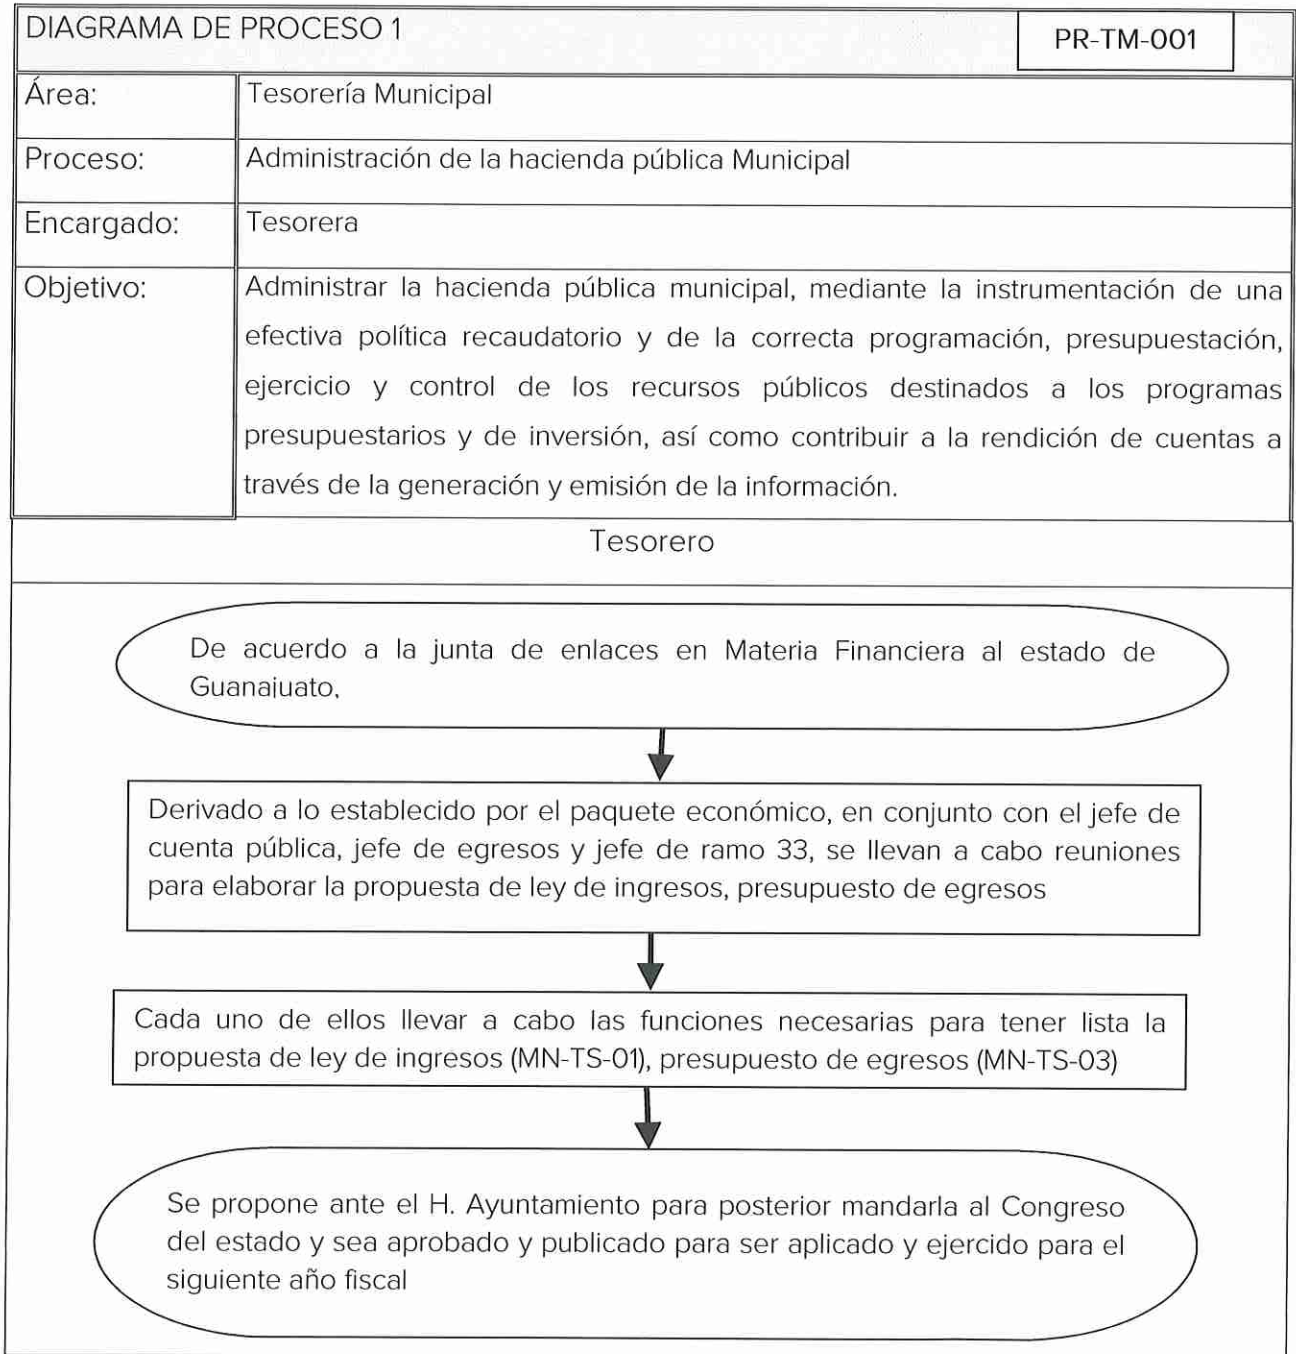 DIAGRAMA DE PROCESO 1
PR-TM-001
Área:
Tesorería Municipal
Proceso:
Administración de la hacienda pública Municipal
Encargado:
Tesorera
Objetivo:
Administrar la hacienda pública municipal, mediante la instrumentación de una
efectiva política recaudatorio y de la correcta programación, presupuestación,
ejercicio y control de los recursos públicos destinados a los programas
presupuestarios y de inversión, así como contribuir a la rendición de cuentas a
través de la generación y emisión de la información.
Tesorero
De acuerdo a la junta de enlaces en Materia Financiera al estado de
Guanajuato,
Derivado a lo establecido por el paquete económico, en conjunto con el jefe de
cuenta pública, jefe de egresos y jefe de ramo 33, se llevan a cabo reuniones
para elaborar la propuesta de ley de ingresos, presupuesto de egresos
Cada uno de ellos llevar a cabo las funciones necesarias para tener lista la
propuesta de ley de ingresos (MN-TS-01), presupuesto de egresos (MN-TS-03)
Se propone ante el H. Ayuntamiento para posterior mandarla al Congreso
del estado y sea aprobado y publicado para ser aplicado y ejercido para el
siguiente año fiscal